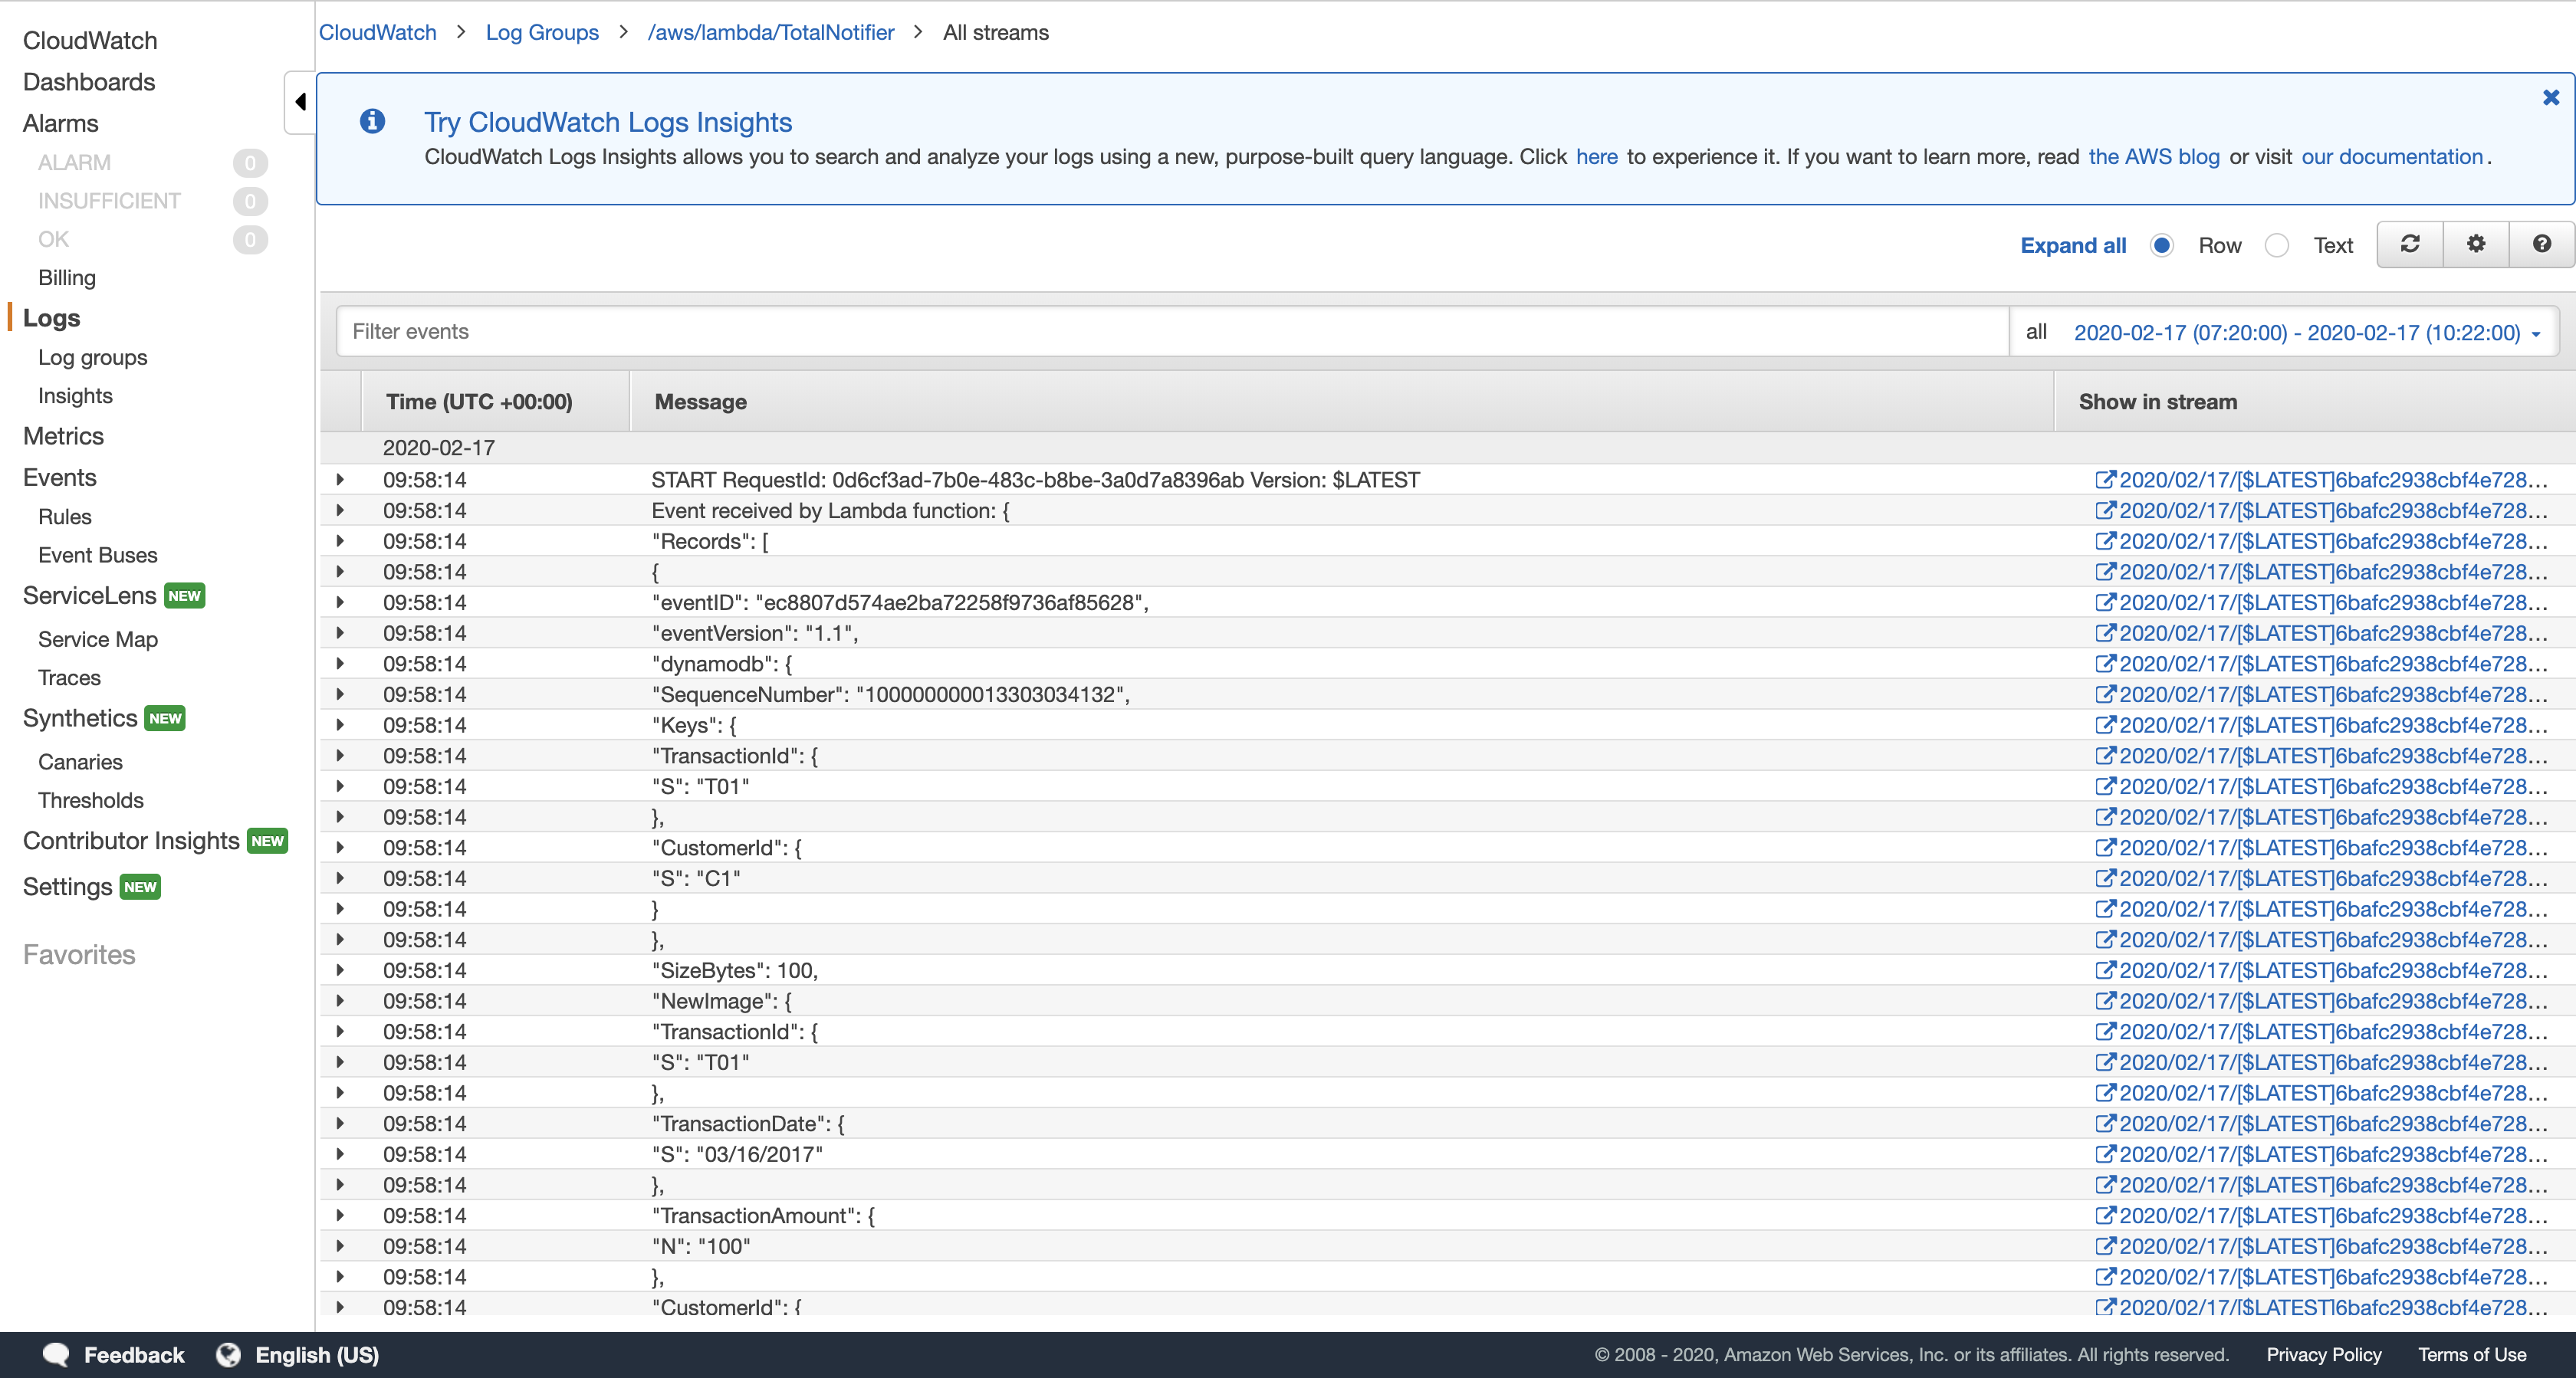 CloudWatch
Dashboards
Alarms
ALARM 0
INSUFFICIENT 0
OK 0
Billing
Logs
Log groups
Insights
Metrics
Events
Rules
Event Buses
ServiceLens NEW
Service Map
Traces
Synthetics NEW
Canaries
Thresholds
Contributor Insights NEW
Settings NEW
Favorites
CloudWatch > Log Groups > /aws/lambda/TotalNotifier > All streams
Try CloudWatch Logs Insights
CloudWatch Logs Insights allows you to search and analyze your logs using a new, purpose-built query language. Click here to experience it. If you want to learn more, read the AWS blog or visit our documentation.
Expand all Row Text
Filter events all 2020-02-17 (07:20:00) - 2020-02-17 (10:22:00)
Time (UTC +00:00) Message Show in stream
2020-02-17
09:58:14 START RequestId: 0d6cf3ad-7b0e-483c-b8be-3a0d7a8396ab Version: $LATEST 2020/02/17/[$LATEST]6bafc2938cbf4e728...
09:58:14 Event received by Lambda function: { 2020/02/17/[$LATEST]6bafc2938cbf4e728...
09:58:14 "Records": [ 2020/02/17/[$LATEST]6bafc2938cbf4e728...
09:58:14 { 2020/02/17/[$LATEST]6bafc2938cbf4e728...
09:58:14 "eventID": "ec8807d574ae2ba72258f9736af85628", 2020/02/17/[$LATEST]6bafc2938cbf4e728...
09:58:14 "eventVersion": "1.1", 2020/02/17/[$LATEST]6bafc2938cbf4e728...
09:58:14 "dynamodb": { 2020/02/17/[$LATEST]6bafc2938cbf4e728...
09:58:14 "SequenceNumber": "100000000013303034132", 2020/02/17/[$LATEST]6bafc2938cbf4e728...
09:58:14 "Keys": { 2020/02/17/[$LATEST]6bafc2938cbf4e728...
09:58:14 "TransactionId": { 2020/02/17/[$LATEST]6bafc2938cbf4e728...
09:58:14 "S": "T01" 2020/02/17/[$LATEST]6bafc2938cbf4e728...
09:58:14 }, 2020/02/17/[$LATEST]6bafc2938cbf4e728...
09:58:14 "CustomerId": { 2020/02/17/[$LATEST]6bafc2938cbf4e728...
09:58:14 "S": "C1" 2020/02/17/[$LATEST]6bafc2938cbf4e728...
09:58:14 } 2020/02/17/[$LATEST]6bafc2938cbf4e728...
09:58:14 }, 2020/02/17/[$LATEST]6bafc2938cbf4e728...
09:58:14 "SizeBytes": 100, 2020/02/17/[$LATEST]6bafc2938cbf4e728...
09:58:14 "NewImage": { 2020/02/17/[$LATEST]6bafc2938cbf4e728...
09:58:14 "TransactionId": { 2020/02/17/[$LATEST]6bafc2938cbf4e728...
09:58:14 "S": "T01" 2020/02/17/[$LATEST]6bafc2938cbf4e728...
09:58:14 }, 2020/02/17/[$LATEST]6bafc2938cbf4e728...
09:58:14 "TransactionDate": { 2020/02/17/[$LATEST]6bafc2938cbf4e728...
09:58:14 "S": "03/16/2017" 2020/02/17/[$LATEST]6bafc2938cbf4e728...
09:58:14 }, 2020/02/17/[$LATEST]6bafc2938cbf4e728...
09:58:14 "TransactionAmount": { 2020/02/17/[$LATEST]6bafc2938cbf4e728...
09:58:14 "N": "100" 2020/02/17/[$LATEST]6bafc2938cbf4e728...
09:58:14 }, 2020/02/17/[$LATEST]6bafc2938cbf4e728...
09:58:14 "CustomerId": { 2020/02/17/[$LATEST]6bafc2938cbf4e728...
Feedback English (US) © 2008 - 2020, Amazon Web Services, Inc. or its affiliates. All rights reserved. Privacy Policy Terms of Use